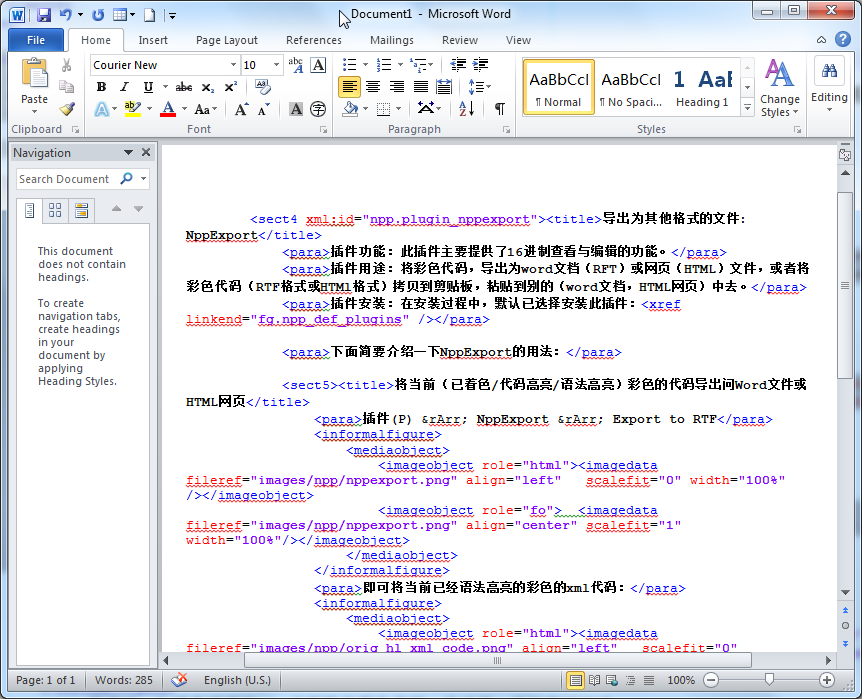 Document1 - Microsoft Word
File Home Insert Page Layout References Mailings Review View
Courier New 10
Paste
AaBbCcI AaBbCcI 1 AaB
¶ Normal ¶ No Spaci... Heading 1
Change Styles
Editing
Clipboard Font Paragraph Styles
Navigation
Search Document
This document
does not contain
headings.
To create
navigation tabs,
create headings
in your
document by
applying
Heading Styles.
<sect4 xml:id="npp.plugin_nppexport"><title>导出为其他格式的文件:
NppExport</title>
<para>插件功能：此插件主要提供了16进制查看与编辑的功能。</para>
<para>插件用途：将彩色代码，导出为word文档（RFT）或网页（HTML）文件，或者将
彩色代码（RTF格式或HTMl格式）拷贝到剪贴板，粘贴到别的（word文档，HTML网页）中去。</para>
<para>插件安装：在安装过程中，默认已选择安装此插件：<xref
linkend="fg.npp_def_plugins" /></para>
<para>下面简要介绍一下NppExport的用法：</para>
<sect5><title>将当前（已着色/代码高亮/语法高亮）彩色的代码导出问Word文件或
HTML网页</title>
<para>插件(P) &rArr; NppExport &rArr; Export to RTF</para>
<informalfigure>
<mediaobject>
<imageobject role="html"><imagedata
fileref="images/npp/nppexport.png" align="left" scalefit="0" width="100%"
/></imageobject>
<imageobject role="fo"> <imagedata
fileref="images/npp/nppexport.png" align="center" scalefit="1"
width="100%"/></imageobject>
</mediaobject>
</informalfigure>
<para>即可将当前已经语法高亮的彩色的xml代码：</para>
<informalfigure>
<mediaobject>
<imageobject role="html"><imagedata
fileref="images/npp/orig_hl_xml_code.png" align="left" scalefit="0"
Page: 1 of 1 Words: 285 English (U.S.) 100%